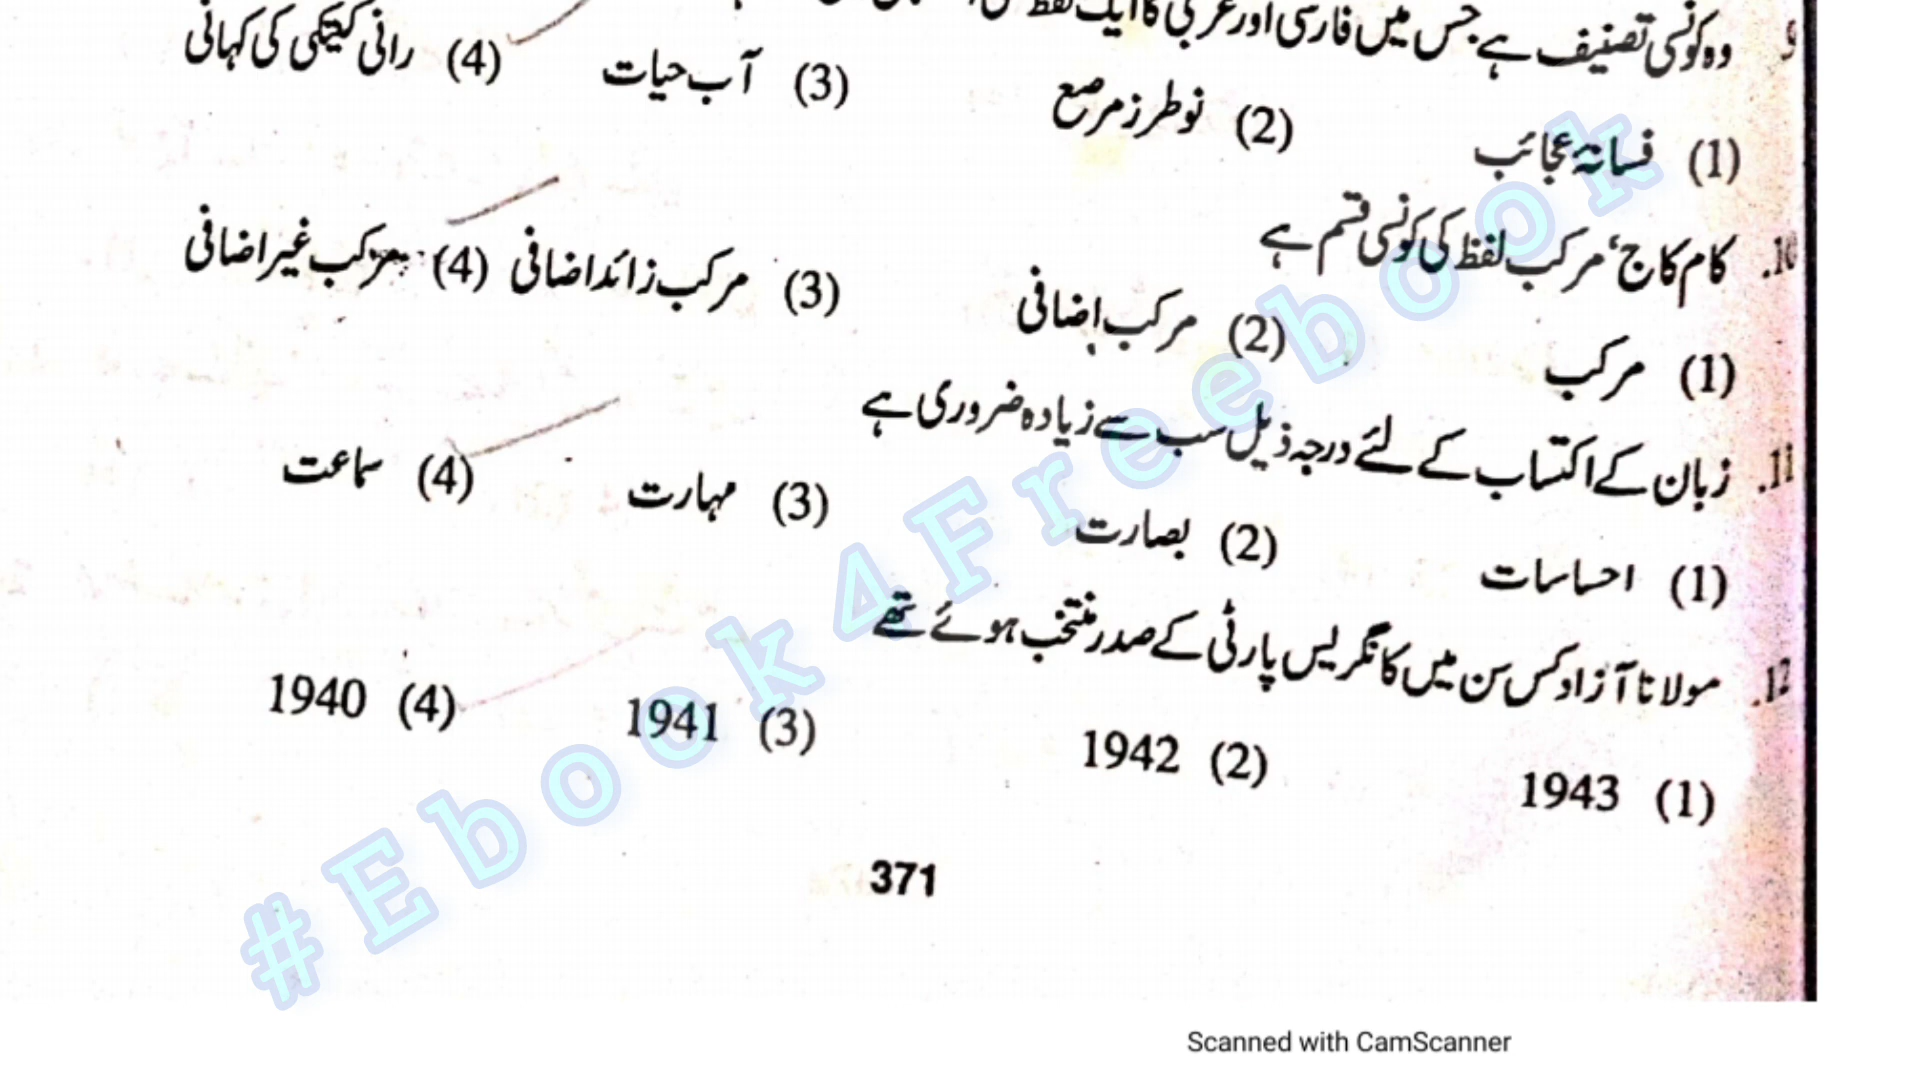 9 وہ کونسی تصنیف ہے جس میں فارسی اور عربی کا ایک لفظ
(1) فسانۂ عجائب (2) نوطرز مرصع (3) آب حیات (4) رانی کیتکی کی کہانی
10. کام کاج، مرکب لفظ کی کونسی قسم ہے
(1) مرکب (2) مرکب اضافی (3) مرکب زائد اضافی (4) مرکب غیر اضافی
11. زبان کے اکتساب کے لئے درجہ ذیل سب سے زیادہ ضروری ہے
(1) احساسات (2) بصارت (3) مہارت (4) سماعت
12. مولانا آزاد کس سن میں کانگریس پارٹی کے صدر منتخب ہوئے تھے
(1) 1943 (2) 1942 (3) 1941 (4) 1940
371
#Ebook4Freebook
Scanned with CamScanner